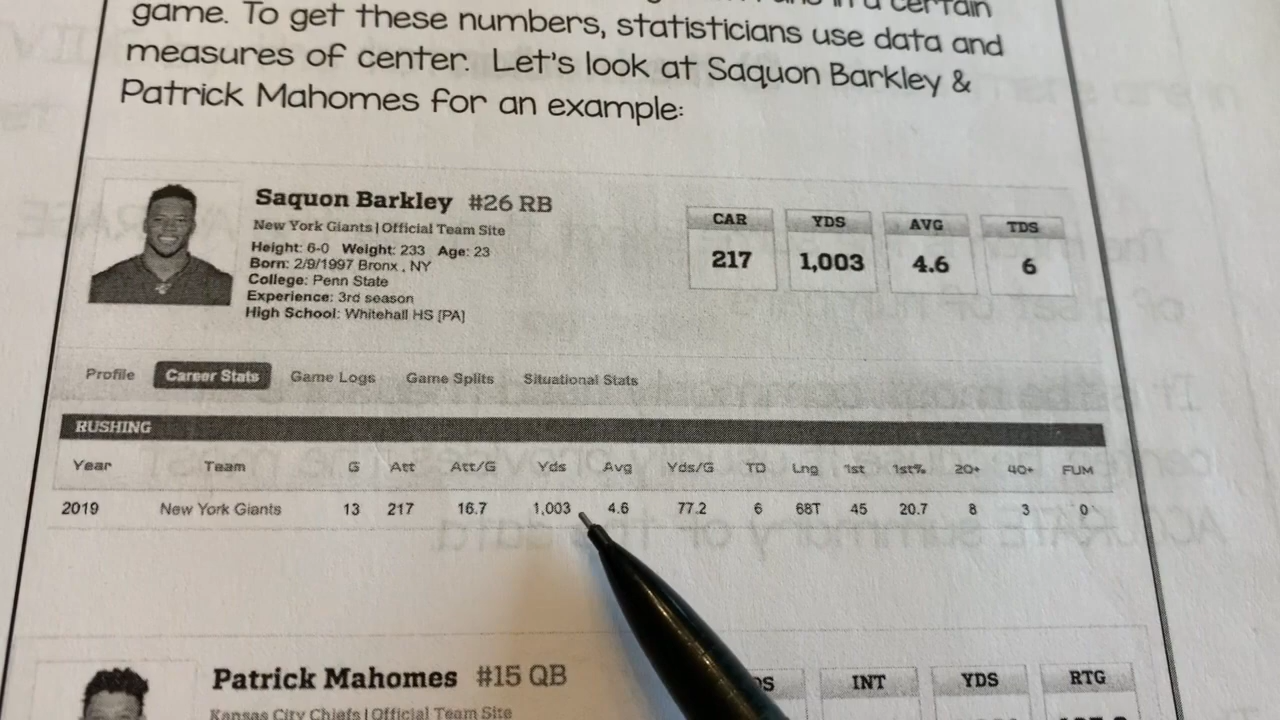 in a certain
game. To get these numbers, statisticians use data and
measures of center. Let's look at Saquon Barkley &
Patrick Mahomes for an example:
Saquon Barkley #26 RB
New York Giants | Official Team Site
Height: 6-0 Weight: 233 Age: 23
Born: 2/9/1997 Bronx , NY
College: Penn State
Experience: 3rd season
High School: Whitehall HS [PA]
CAR YDS AVG TDS
217 1,003 4.6 6
Profile Career Stats Game Logs Game Splits Situational Stats
RUSHING
Year Team G Att Att/G Yds Avg Yds/G TD Lng 1st 1st% 20+ 40+ FUM
2019 New York Giants 13 217 16.7 1,003 4.6 77.2 6 68T 45 20.7 8 3 0
Patrick Mahomes #15 QB
Kansas City Chiefs | Official Team Site
INT YDS RTG